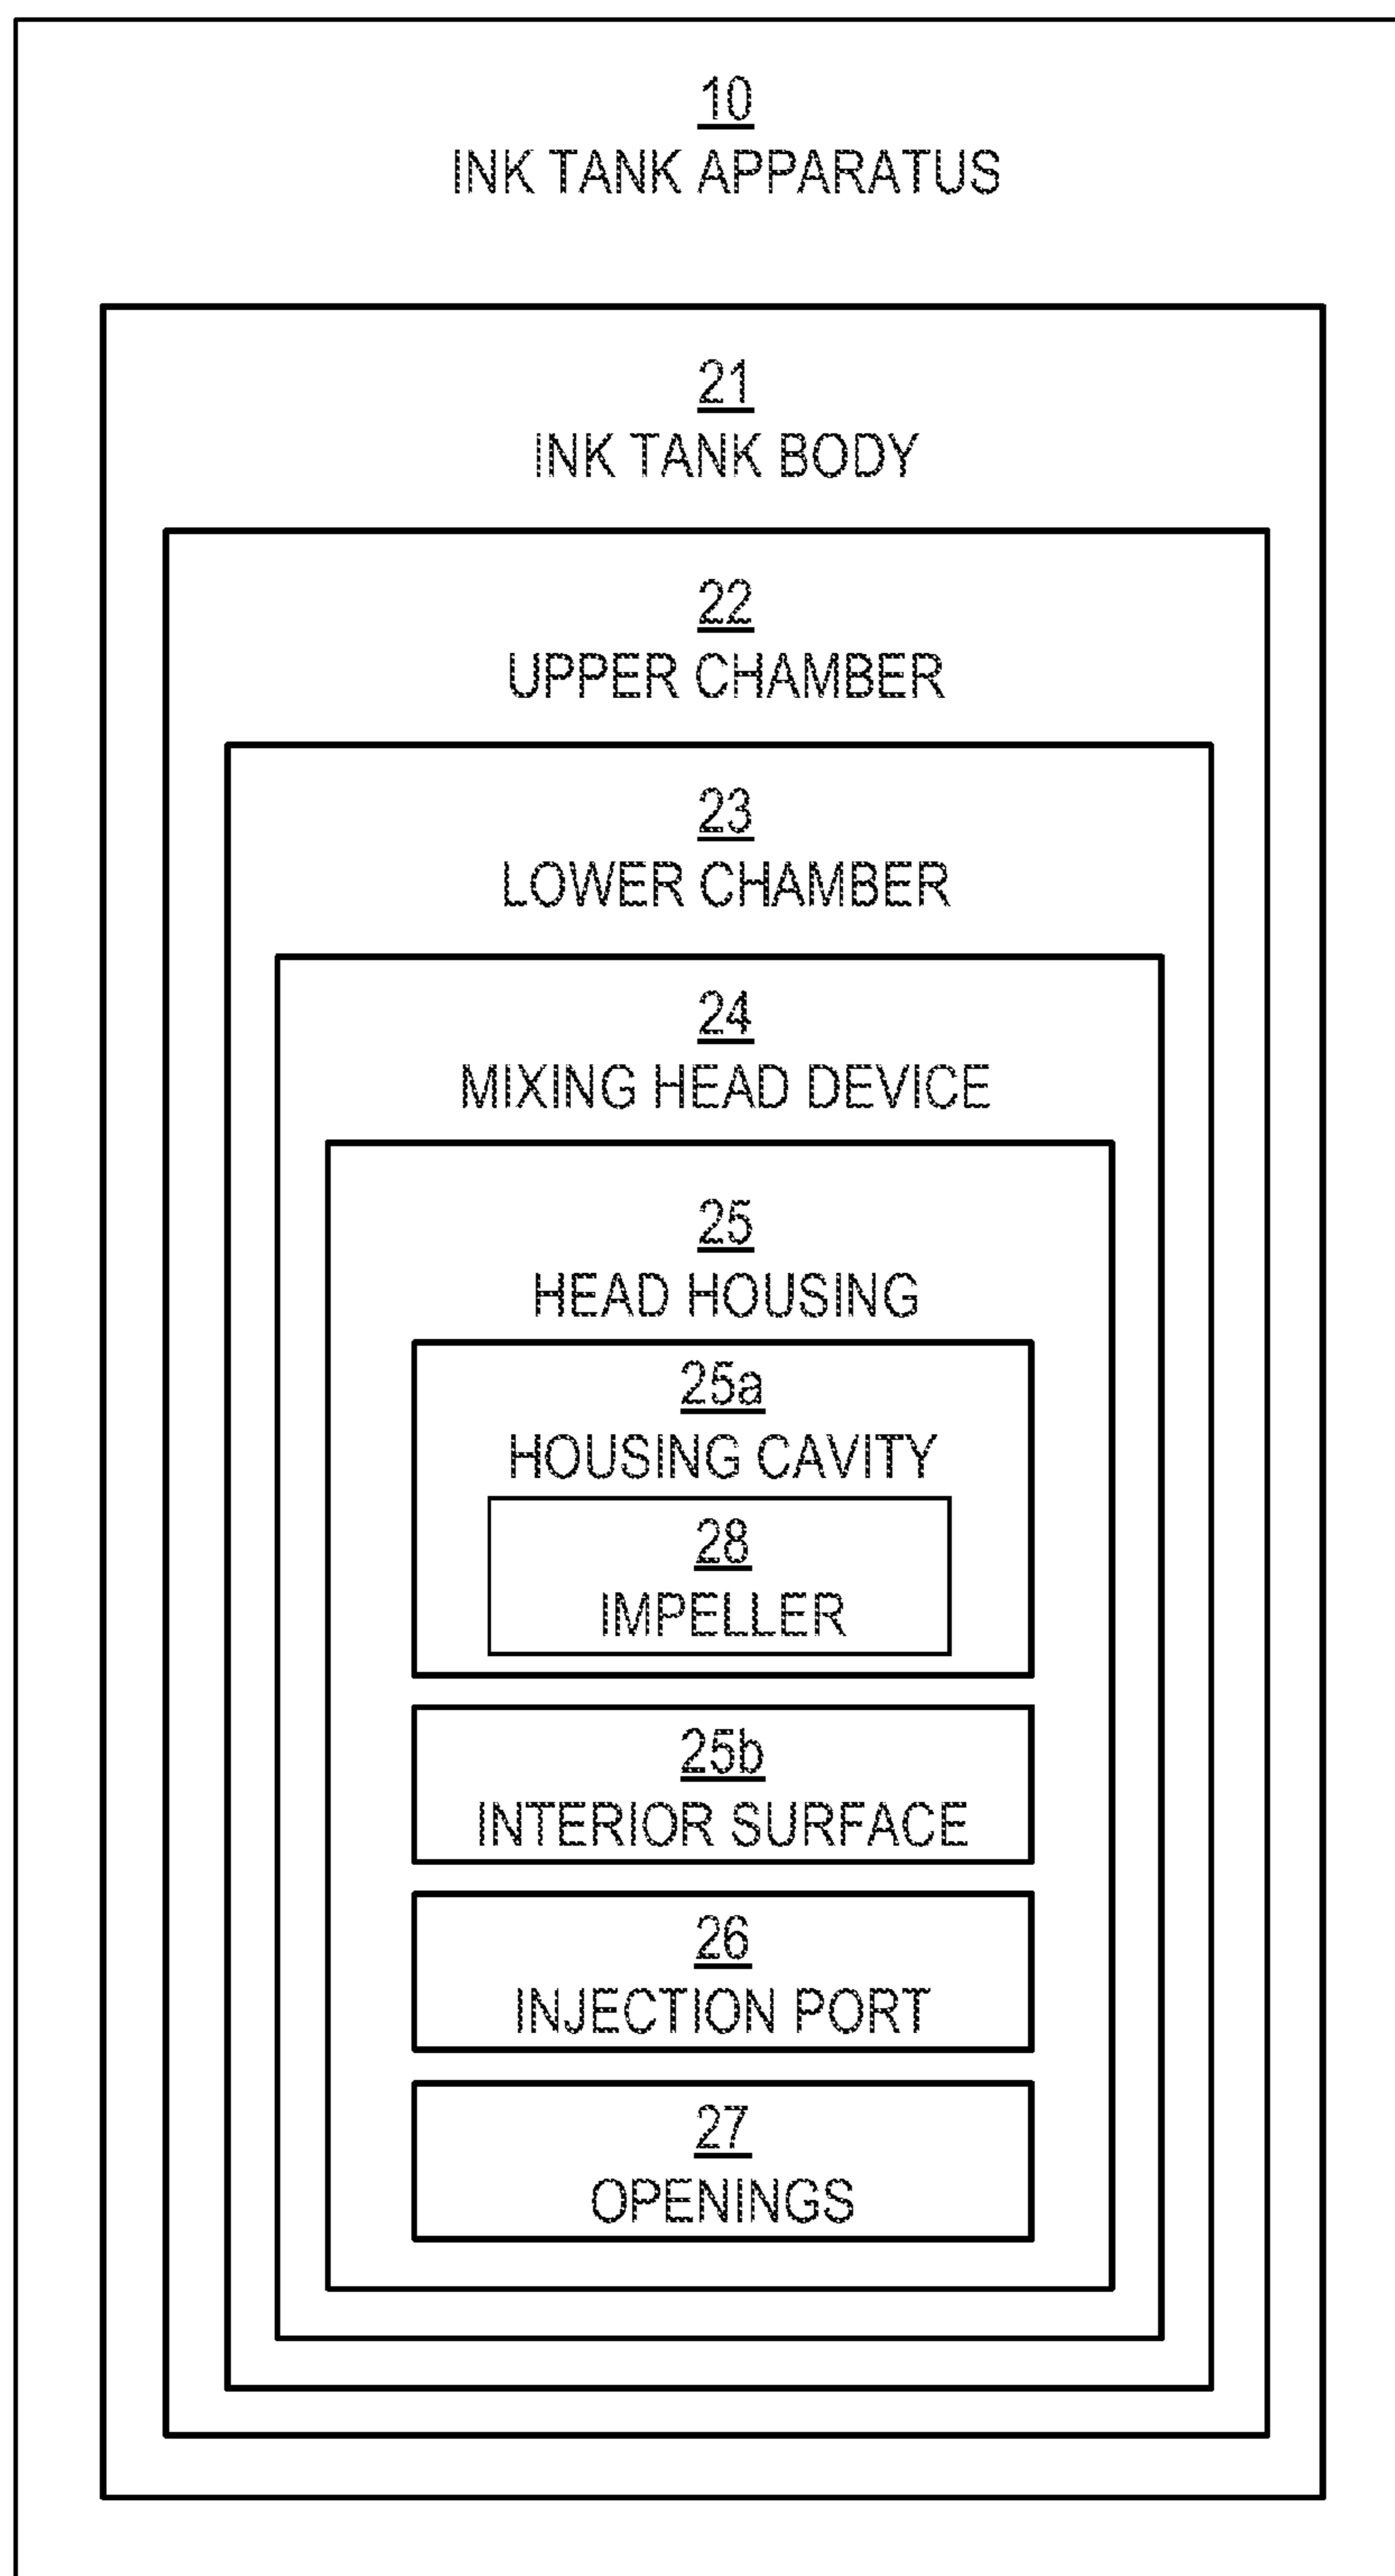 10
INK TANK APPARATUS
21
INK TANK BODY
22
UPPER CHAMBER
23
LOWER CHAMBER
24
MIXING HEAD DEVICE
25
HEAD HOUSING
25a
HOUSING CAVITY
28
IMPELLER
25b
INTERIOR SURFACE
26
INJECTION PORT
27
OPENINGS